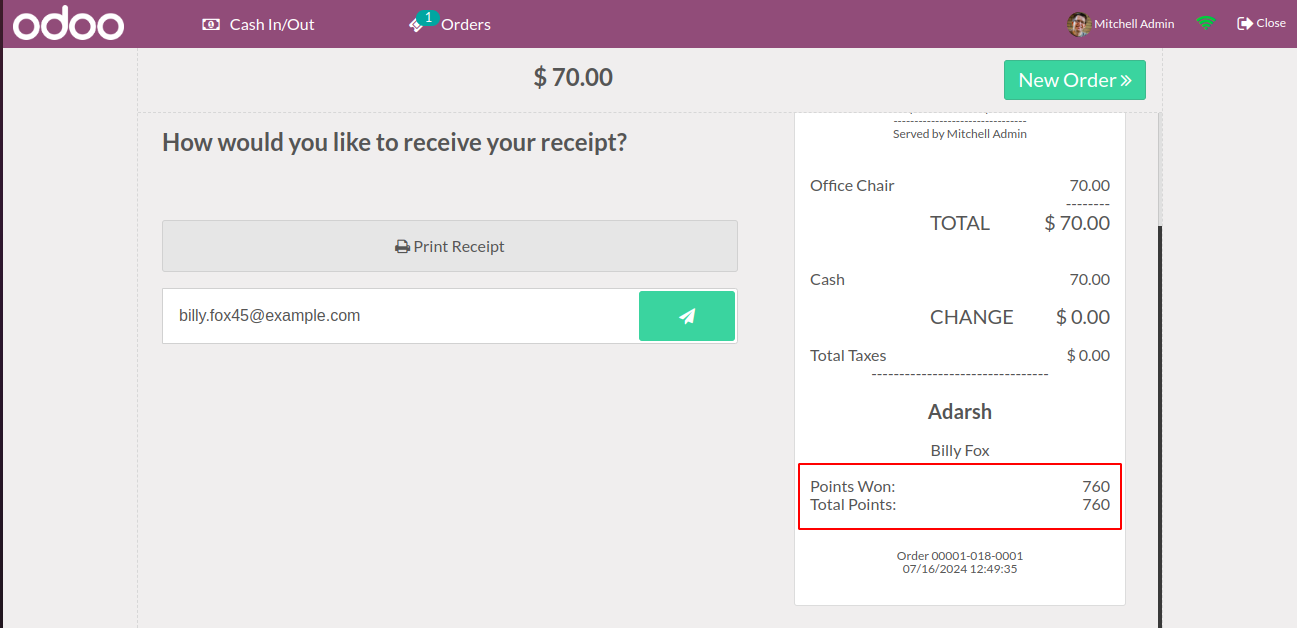 odoo
Cash In/Out
1
Orders
Mitchell Admin
Close
$ 70.00
New Order
How would you like to receive your receipt?
Print Receipt
billy.fox45@example.com
--------------------------------
Served by Mitchell Admin
Office Chair 70.00
--------
TOTAL $ 70.00
Cash 70.00
CHANGE $ 0.00
Total Taxes $ 0.00
--------------------------------
Adarsh
Billy Fox
Points Won: 760
Total Points: 760
Order 00001-018-0001
07/16/2024 12:49:35